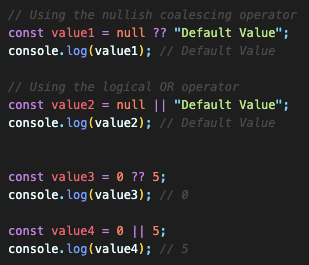 // Using the nullish coalescing operator
const value1 = null ?? "Default Value";
console.log(value1); // Default Value
// Using the logical OR operator
const value2 = null || "Default Value";
console.log(value2); // Default Value
const value3 = 0 ?? 5;
console.log(value3); // 0
const value4 = 0 || 5;
console.log(value4); // 5